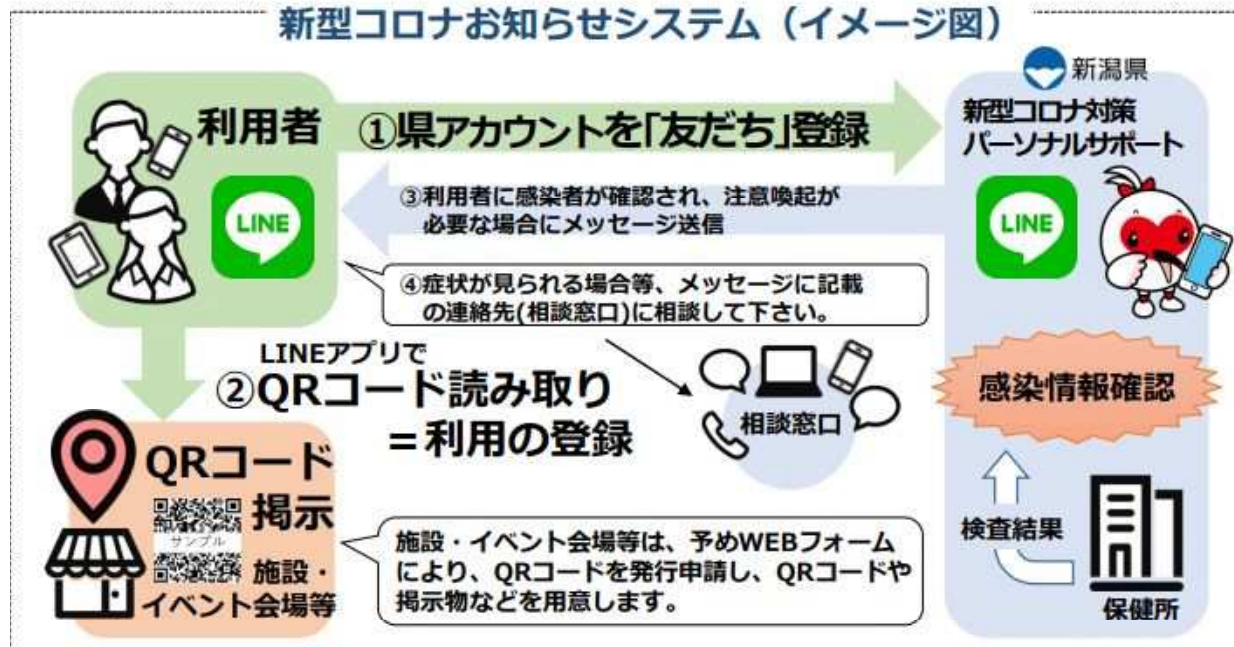 新型コロナお知らせシステム（イメージ図）
利用者
LINE
①県アカウントを「友だち」登録
新潟県
新型コロナ対策
パーソナルサポート
LINE
③利用者に感染者が確認され、注意喚起が
必要な場合にメッセージ送信
④症状が見られる場合等、メッセージに記載
の連絡先(相談窓口)に相談して下さい。
LINEアプリで
②QRコード読み取り
＝利用の登録
相談窓口
感染情報確認
検査結果
保健所
QRコード
掲示
サンプル
施設・
イベント会場等
施設・イベント会場等は、予めWEBフォーム
により、QRコードを発行申請し、QRコードや
掲示物などを用意します。